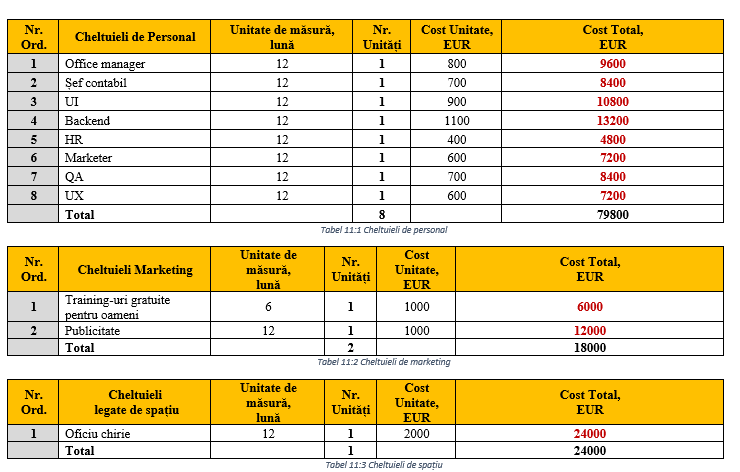 Nr. Ord. Cheltuieli de Personal Unitate de măsură, lună Nr. Unități Cost Unitate, EUR Cost Total, EUR
1 Office manager 12 1 800 9600
2 Șef contabil 12 1 700 8400
3 UI 12 1 900 10800
4 Backend 12 1 1100 13200
5 HR 12 1 400 4800
6 Marketer 12 1 600 7200
7 QA 12 1 700 8400
8 UX 12 1 600 7200
Total 8 79800
Tabel 11:1 Cheltuieli de personal
Nr. Ord. Cheltuieli Marketing Unitate de măsură, lună Nr. Unități Cost Unitate, EUR Cost Total, EUR
1 Training-uri gratuite pentru oameni 6 1 1000 6000
2 Publicitate 12 1 1000 12000
Total 2 18000
Tabel 11:2 Cheltuieli de marketing
Nr. Ord. Cheltuieli legate de spațiu Unitate de măsură, lună Nr. Unități Cost Unitate, EUR Cost Total, EUR
1 Oficiu chirie 12 1 2000 24000
Total 1 24000
Tabel 11:3 Cheltuieli de spațiu